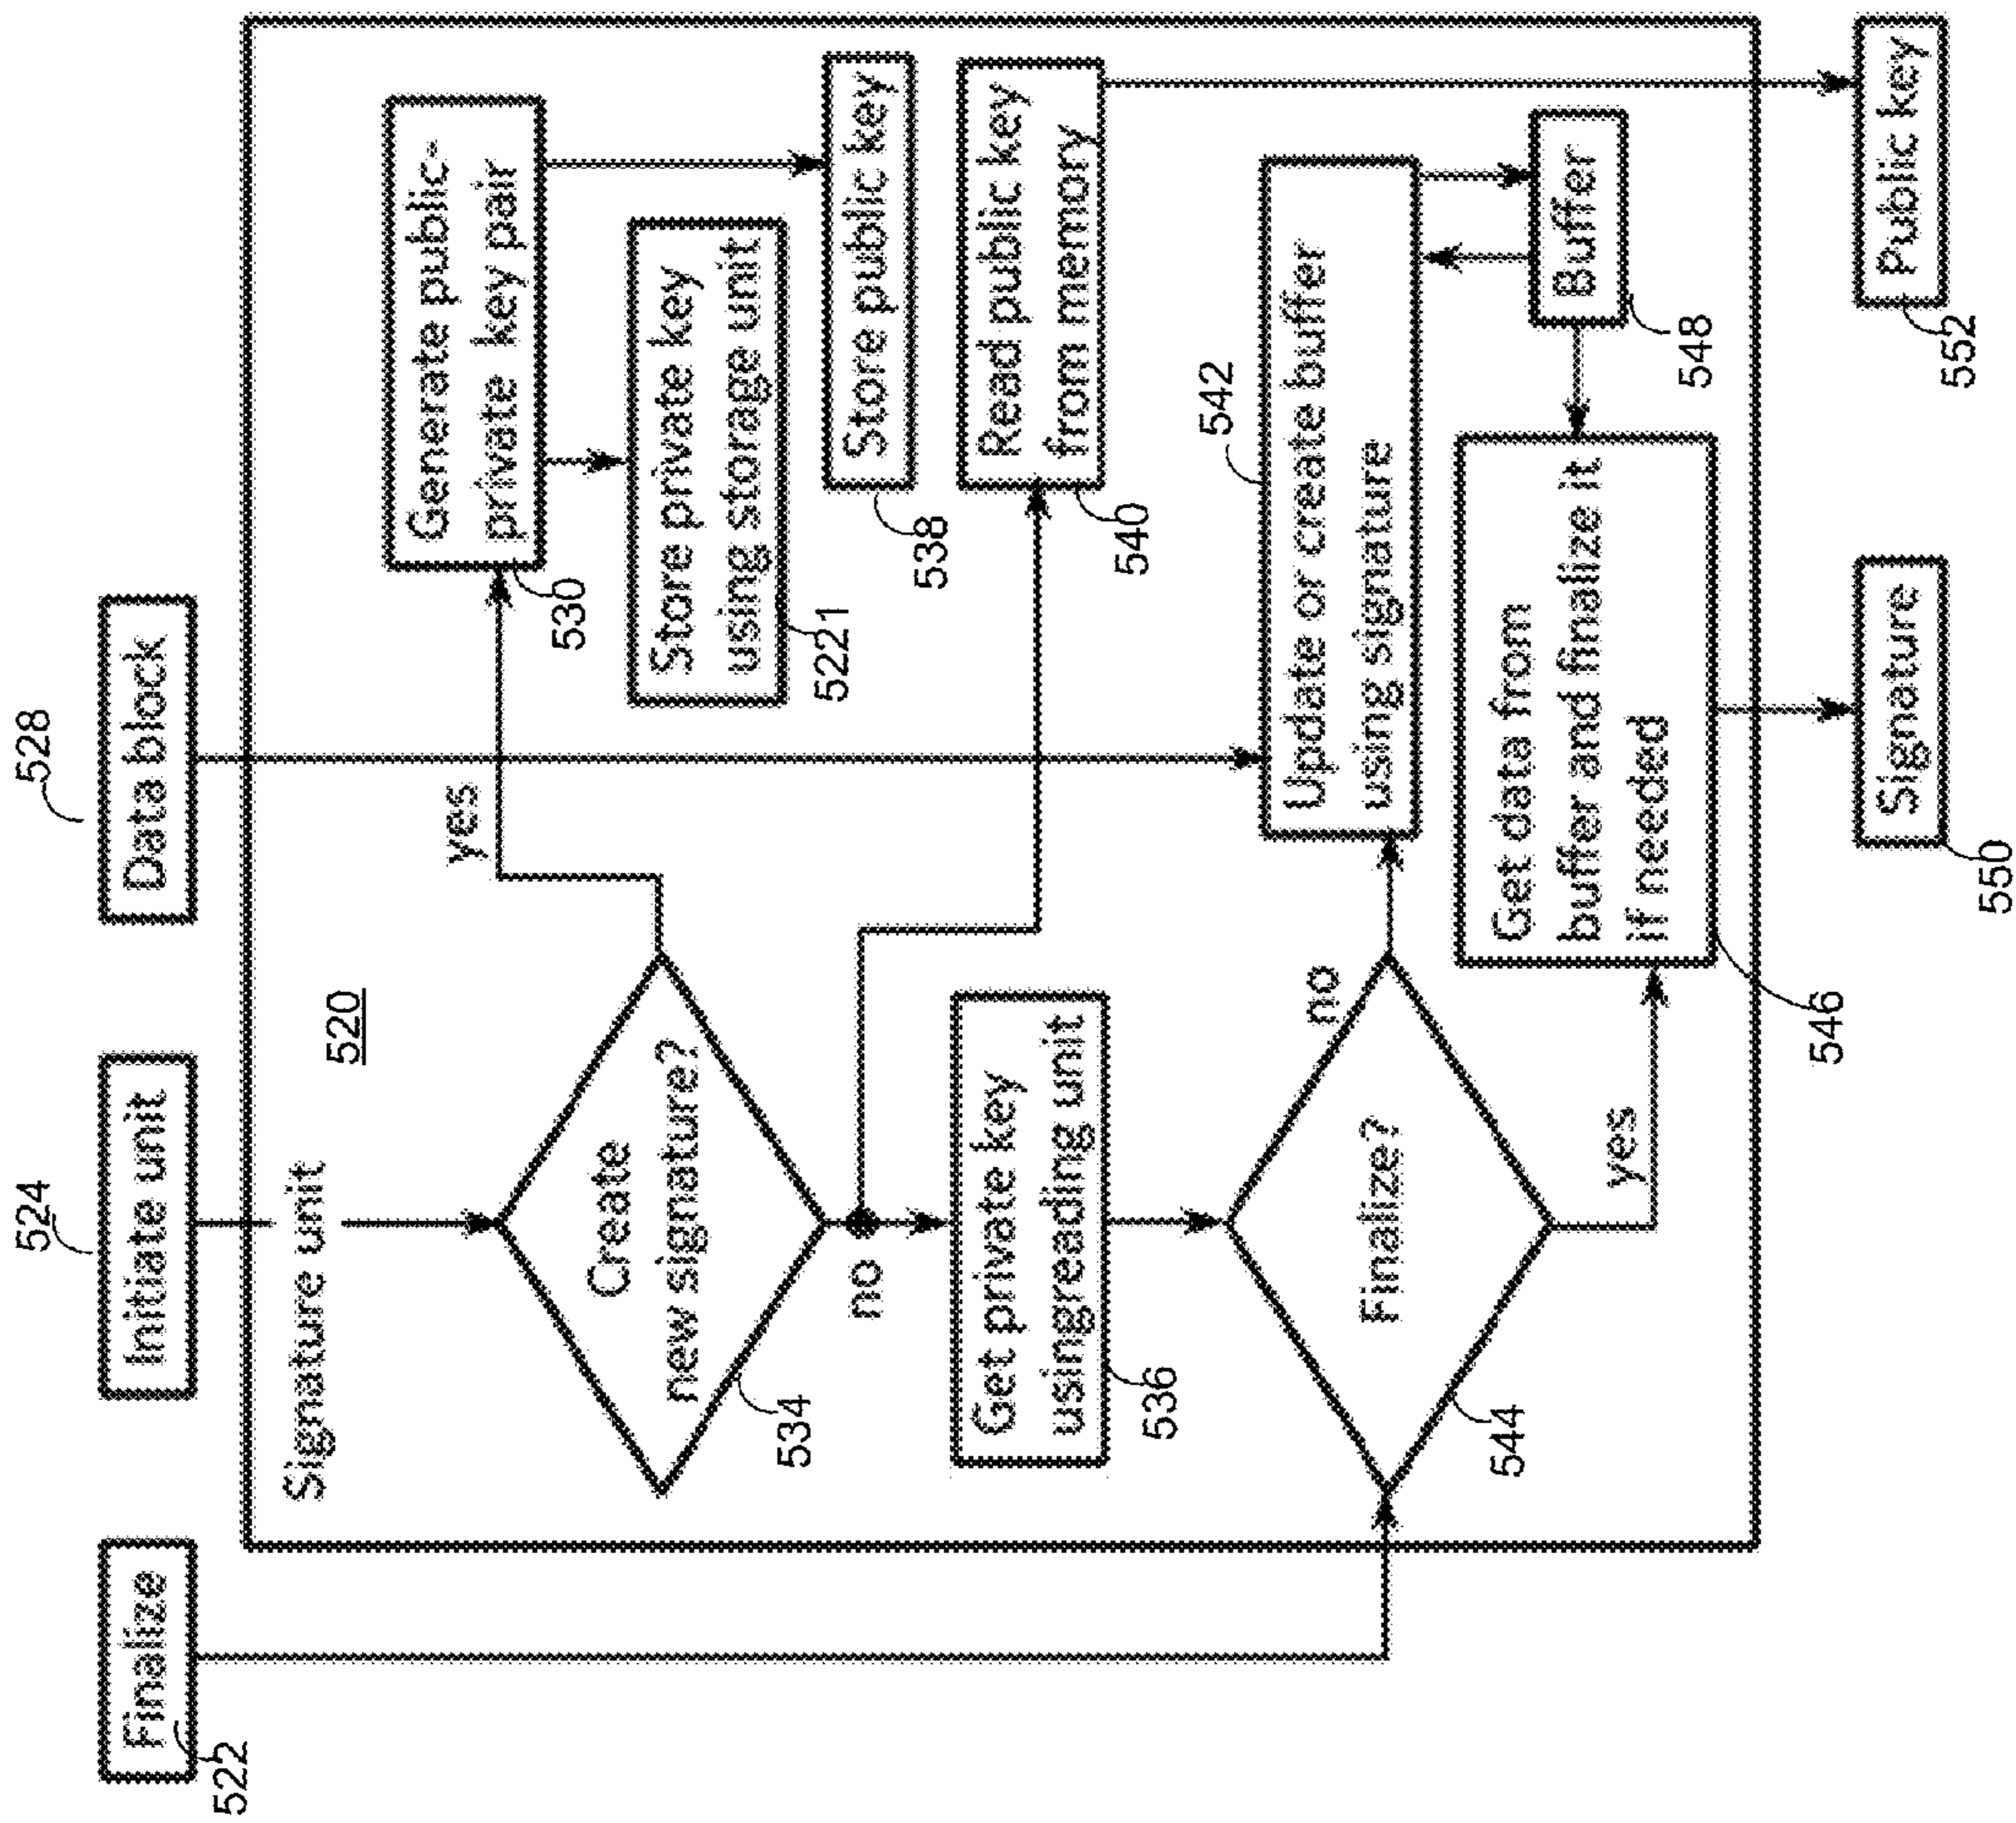 Finalize
522
524
Initiate unit
528
Data block
Signature unit
520
Create
new signature?
534
yes
no
Generate public-
private key pair
530
Store private key
using storage unit
5221
Store public key
538
Get private key
usingreading unit
536
Read public key
from memory
540
Finalize?
544
no
yes
542
Update or create buffer
using signature
Buffer
548
Get data from
buffer and finalize it
if needed
546
Signature
550
Public key
552